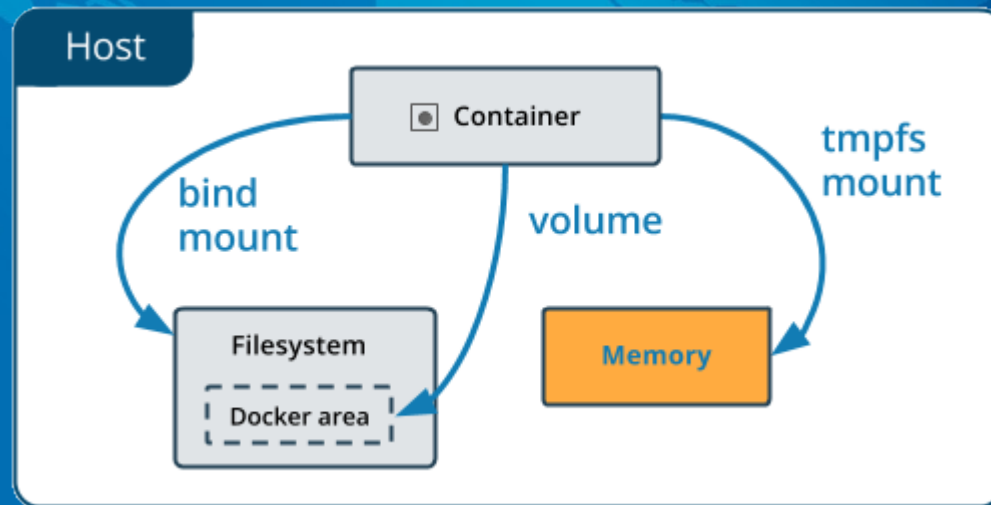 Host
Container
tmpfs
mount
bind
mount
volume
Filesystem
Memory
Docker area